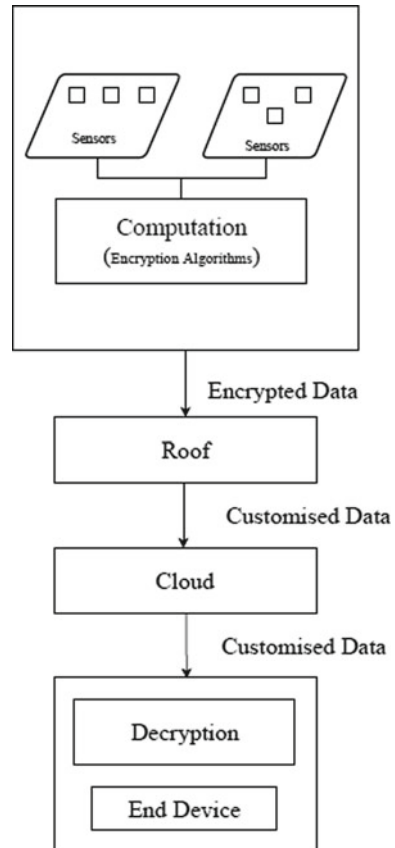 Sensors
Sensors
Computation
(Encryption Algorithms)
Encrypted Data
Roof
Customised Data
Cloud
Customised Data
Decryption
End Device